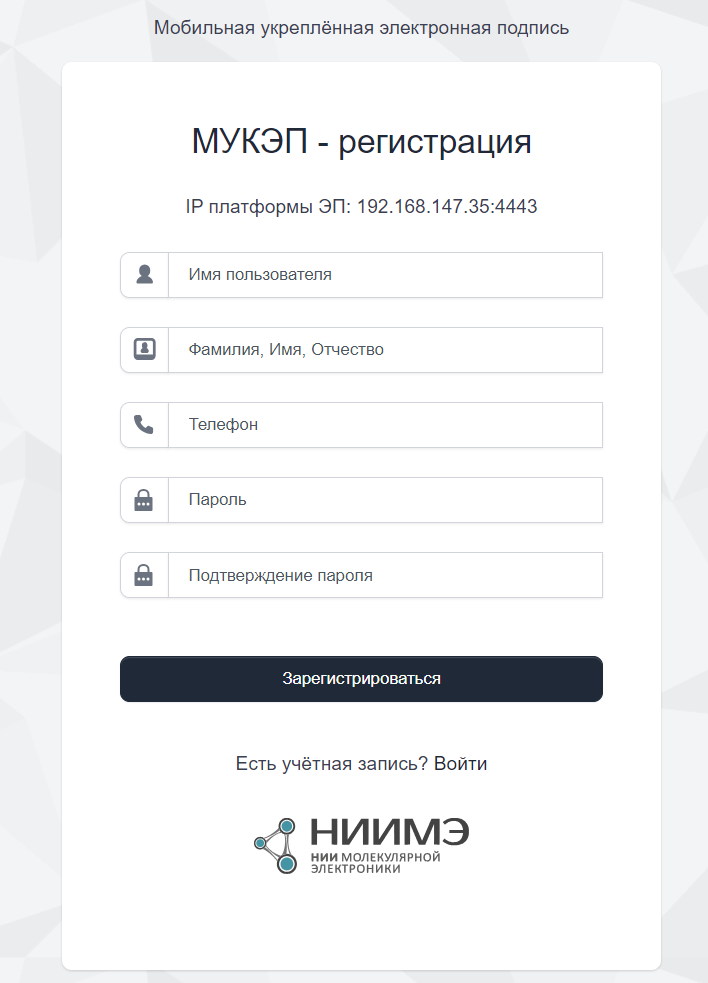 Мобильная укреплённая электронная подпись
МУКЭП - регистрация
IP платформы ЭП: 192.168.147.35:4443
Имя пользователя
Фамилия, Имя, Отчество
Телефон
Пароль
Подтверждение пароля
Зарегистрироваться
Есть учётная запись? Войти
НИИМЭ
НИИ МОЛЕКУЛЯРНОЙ
ЭЛЕКТРОНИКИ